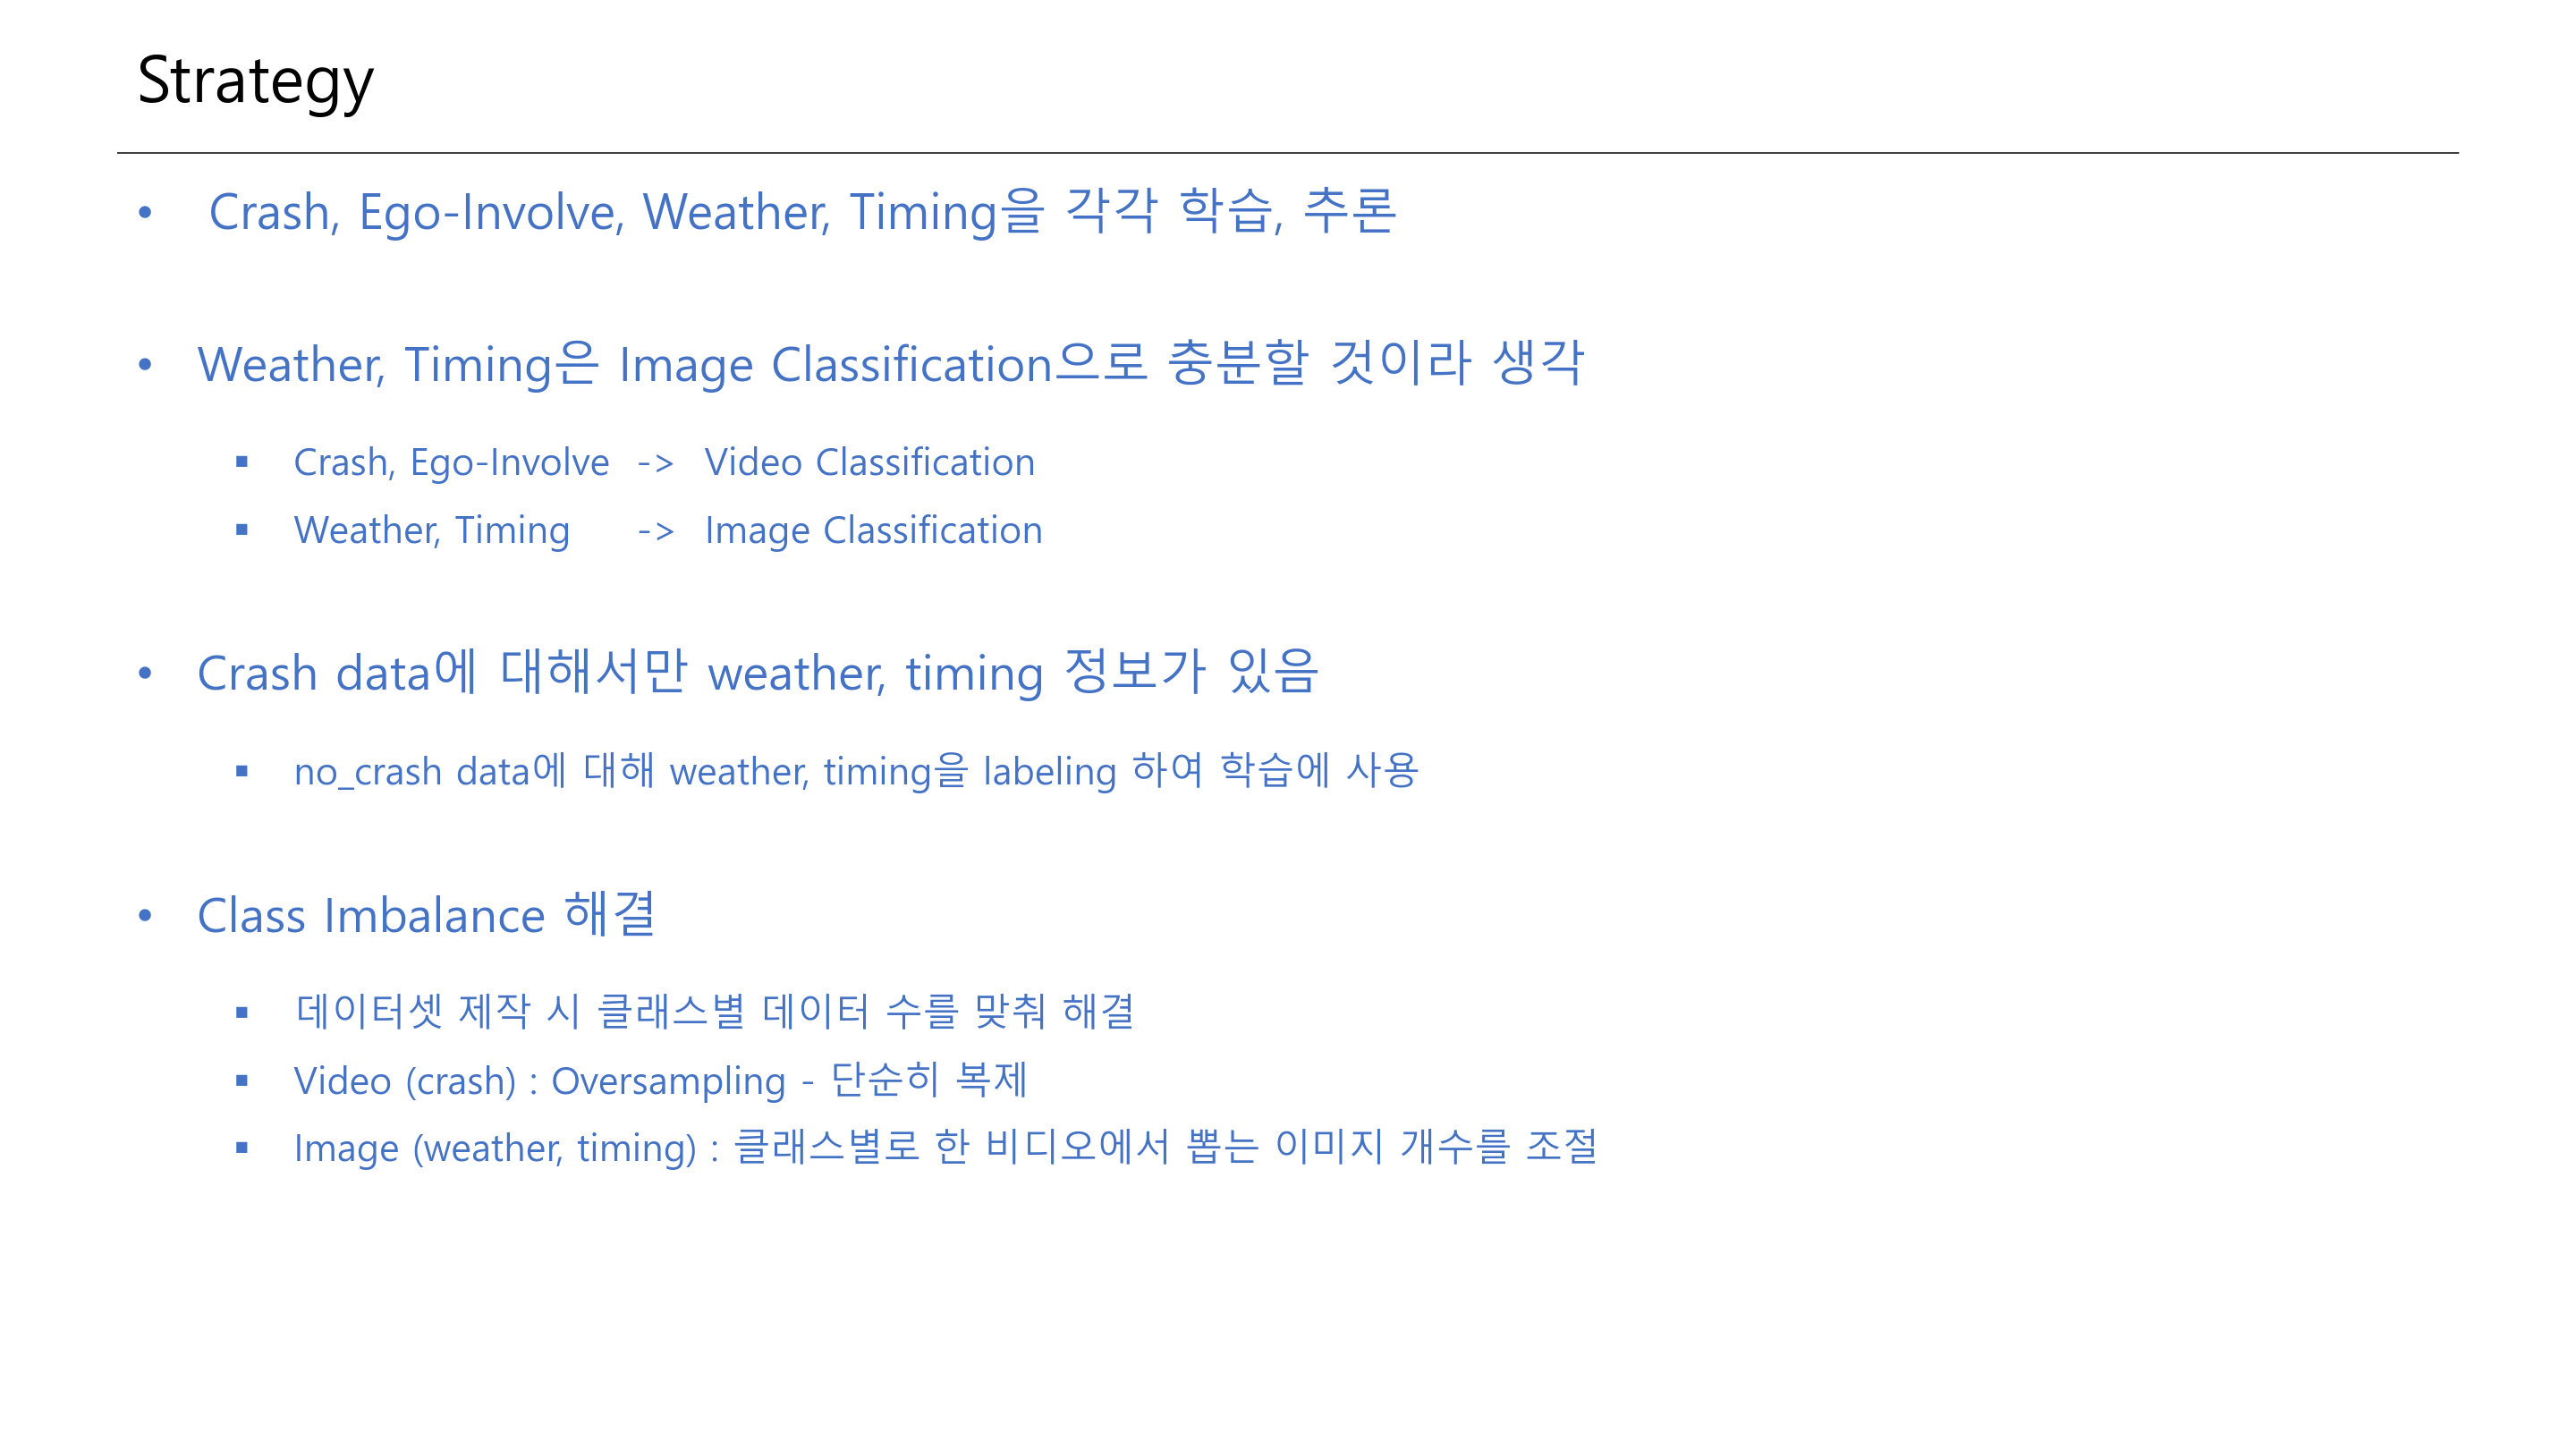 Strategy
• Crash, Ego-Involve, Weather, Timing을 각각 학습, 추론
• Weather, Timing은 Image Classification으로 충분할 것이라 생각
▪ Crash, Ego-Involve -> Video Classification
▪ Weather, Timing -> Image Classification
• Crash data에 대해서만 weather, timing 정보가 있음
▪ no_crash data에 대해 weather, timing을 labeling 하여 학습에 사용
• Class Imbalance 해결
▪ 데이터셋 제작 시 클래스별 데이터 수를 맞춰 해결
▪ Video (crash) : Oversampling - 단순히 복제
▪ Image (weather, timing) : 클래스별로 한 비디오에서 뽑는 이미지 개수를 조절